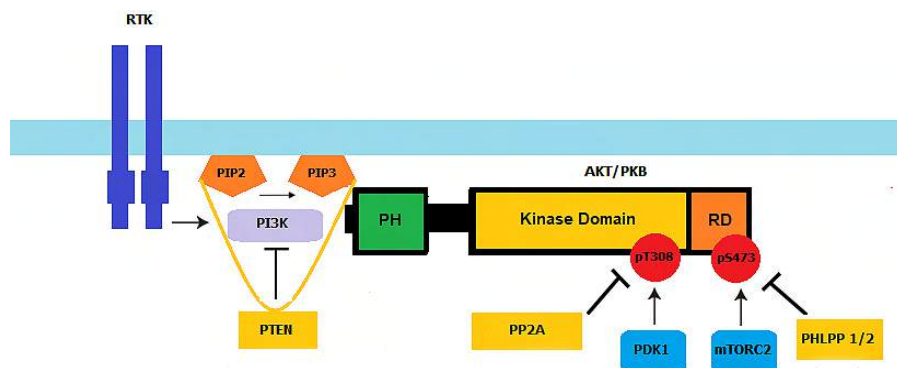 RTK
PIP2
PIP3
AKT/PKB
PI3K
PH
Kinase Domain
RD
pT308
pS473
PTEN
PP2A
PDK1
mTORC2
PHLPP 1/2